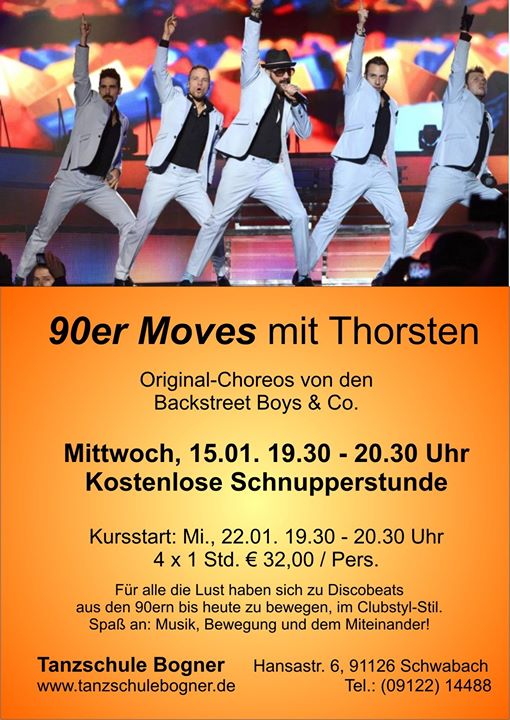 90er Moves mit Thorsten
Original-Choreos von den
Backstreet Boys & Co.
Mittwoch, 15.01. 19.30 - 20.30 Uhr
Kostenlose Schnupperstunde
Kursstart: Mi., 22.01. 19.30 - 20.30 Uhr
4 x 1 Std. € 32,00 / Pers.
Für alle die Lust haben sich zu Discobeats
aus den 90ern bis heute zu bewegen, im Clubstyl-Stil.
Spaß an: Musik, Bewegung und dem Miteinander!
Tanzschule Bogner Hansastr. 6, 91126 Schwabach
www.tanzschulebogner.de Tel.: (09122) 14488